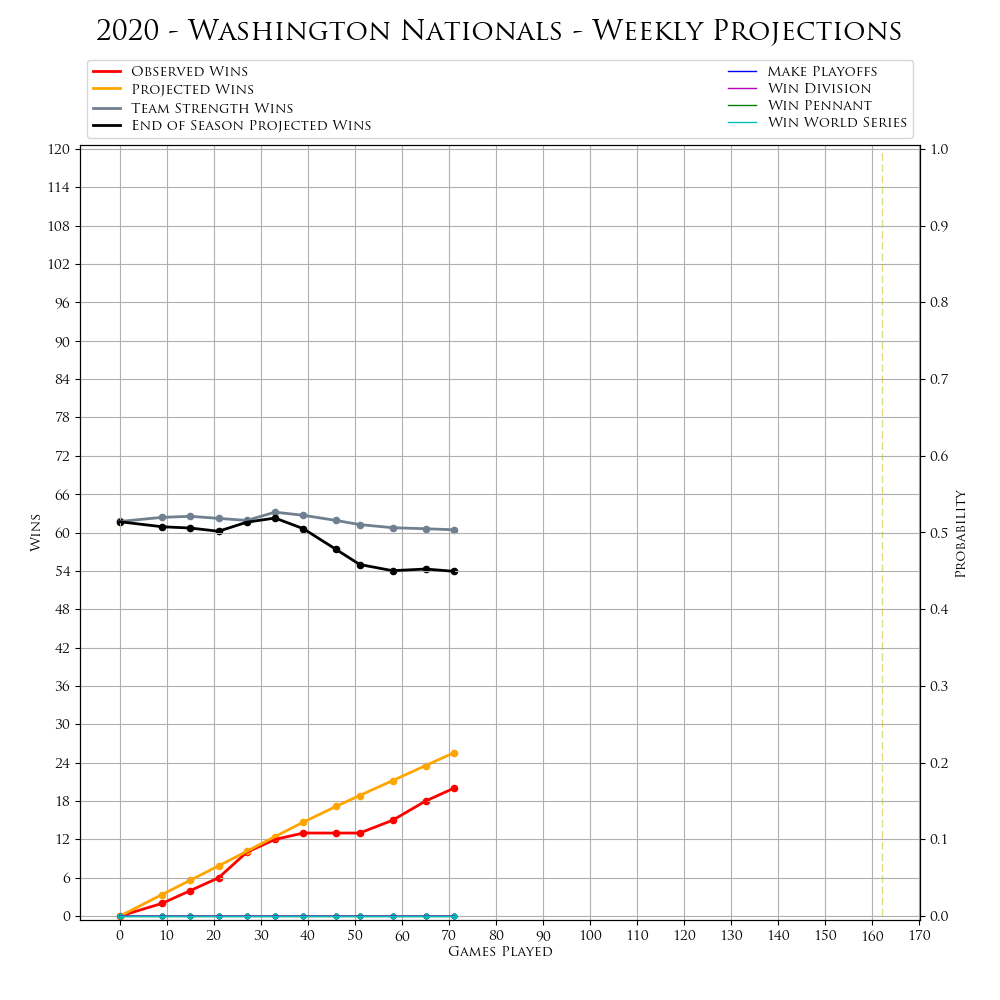 2020 - Washington Nationals - Weekly Projections
Observed Wins
Projected Wins
Team Strength Wins
End of Season Projected Wins
Make Playoffs
Win Division
Win Pennant
Win World Series
120
114
108
102
96
90
84
78
72
66
60
54
48
42
36
30
24
18
12
6
0
Wins
1.0
0.9
0.8
0.7
0.6
0.5
0.4
0.3
0.2
0.1
0.0
Probability
0 10 20 30 40 50 60 70 80 90 100 110 120 130 140 150 160 170
Games Played